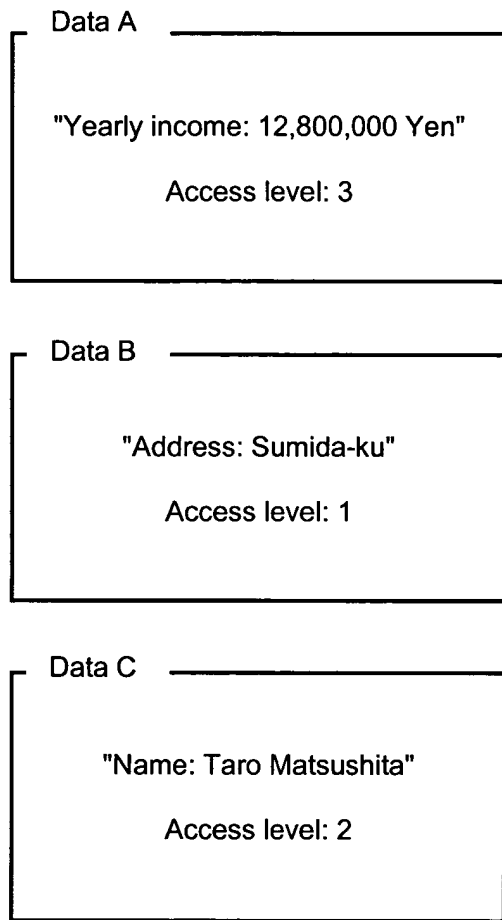 Data A
"Yearly income: 12,800,000 Yen"
Access level: 3
Data B
"Address: Sumida-ku"
Access level: 1
Data C
"Name: Taro Matsushita"
Access level: 2